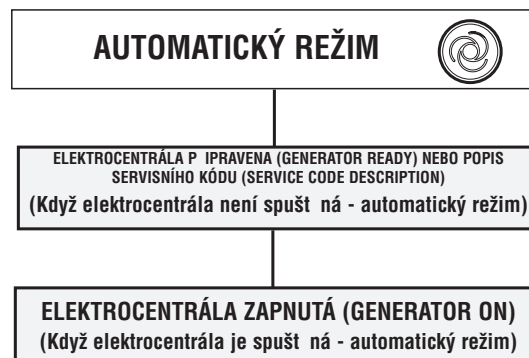 AUTOMATICKÝ REŽIM
ELEKTROCENTRÁLA P IPRAVENA (GENERATOR READY) NEBO POPIS
SERVISNÍHO KÓDU (SERVICE CODE DESCRIPTION)
(Když elektrocentrála není spušt ná - automatický režim)
ELEKTROCENTRÁLA ZAPNUTÁ (GENERATOR ON)
(Když elektrocentrála je spušt ná - automatický režim)